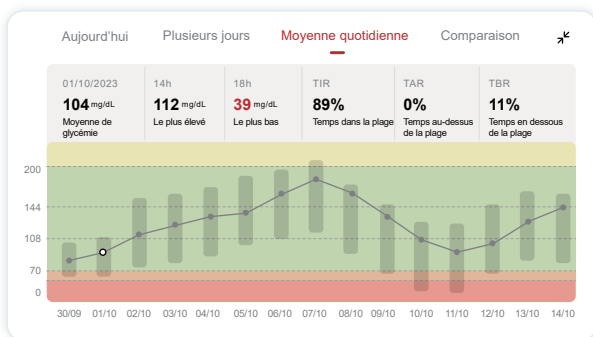 Aujourd'hui Plusieurs jours Moyenne quotidienne Comparaison
01/10/2023 14h 18h TIR TAR TBR
104 mg/dL 112 mg/dL 39 mg/dL 89% 0% 11%
Moyenne de glycémie Le plus élevé Le plus bas Temps dans la plage Temps au-dessus de la plage Temps en dessous de la plage
200
144
108
70
0
30/09 01/10 02/10 03/10 04/10 05/10 06/10 07/10 08/10 09/10 10/10 11/10 12/10 13/10 14/10